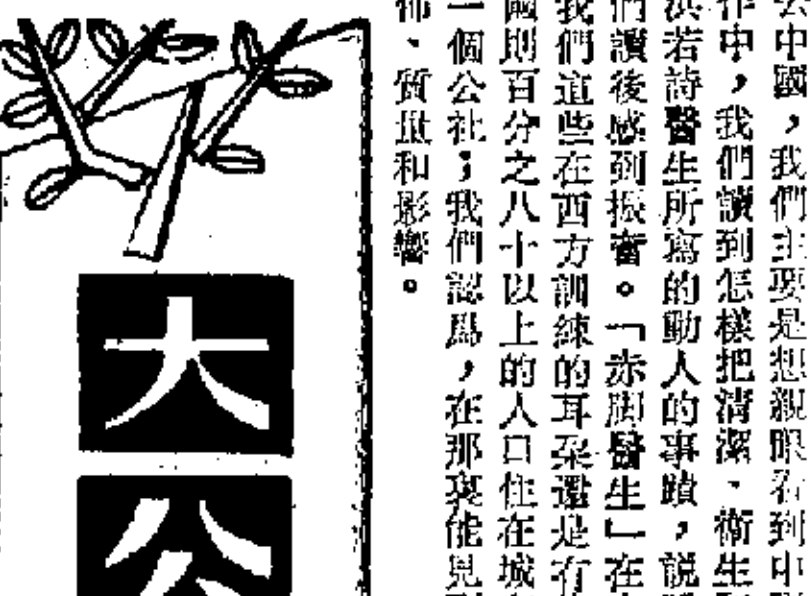 去中國，我們主要是想親眼看到中
作中，我們讀到怎樣把清潔、衛生
洪若詩醫生所寫的動人的事蹟，説
們讀後感到振奮。「赤脚醫生」在
我們這些在西方訓練的耳朶還是有
國則百分之八十以上的人口住在城
一個公社；我們認爲，在那裏能見到
仰、質量和影響。
大
公